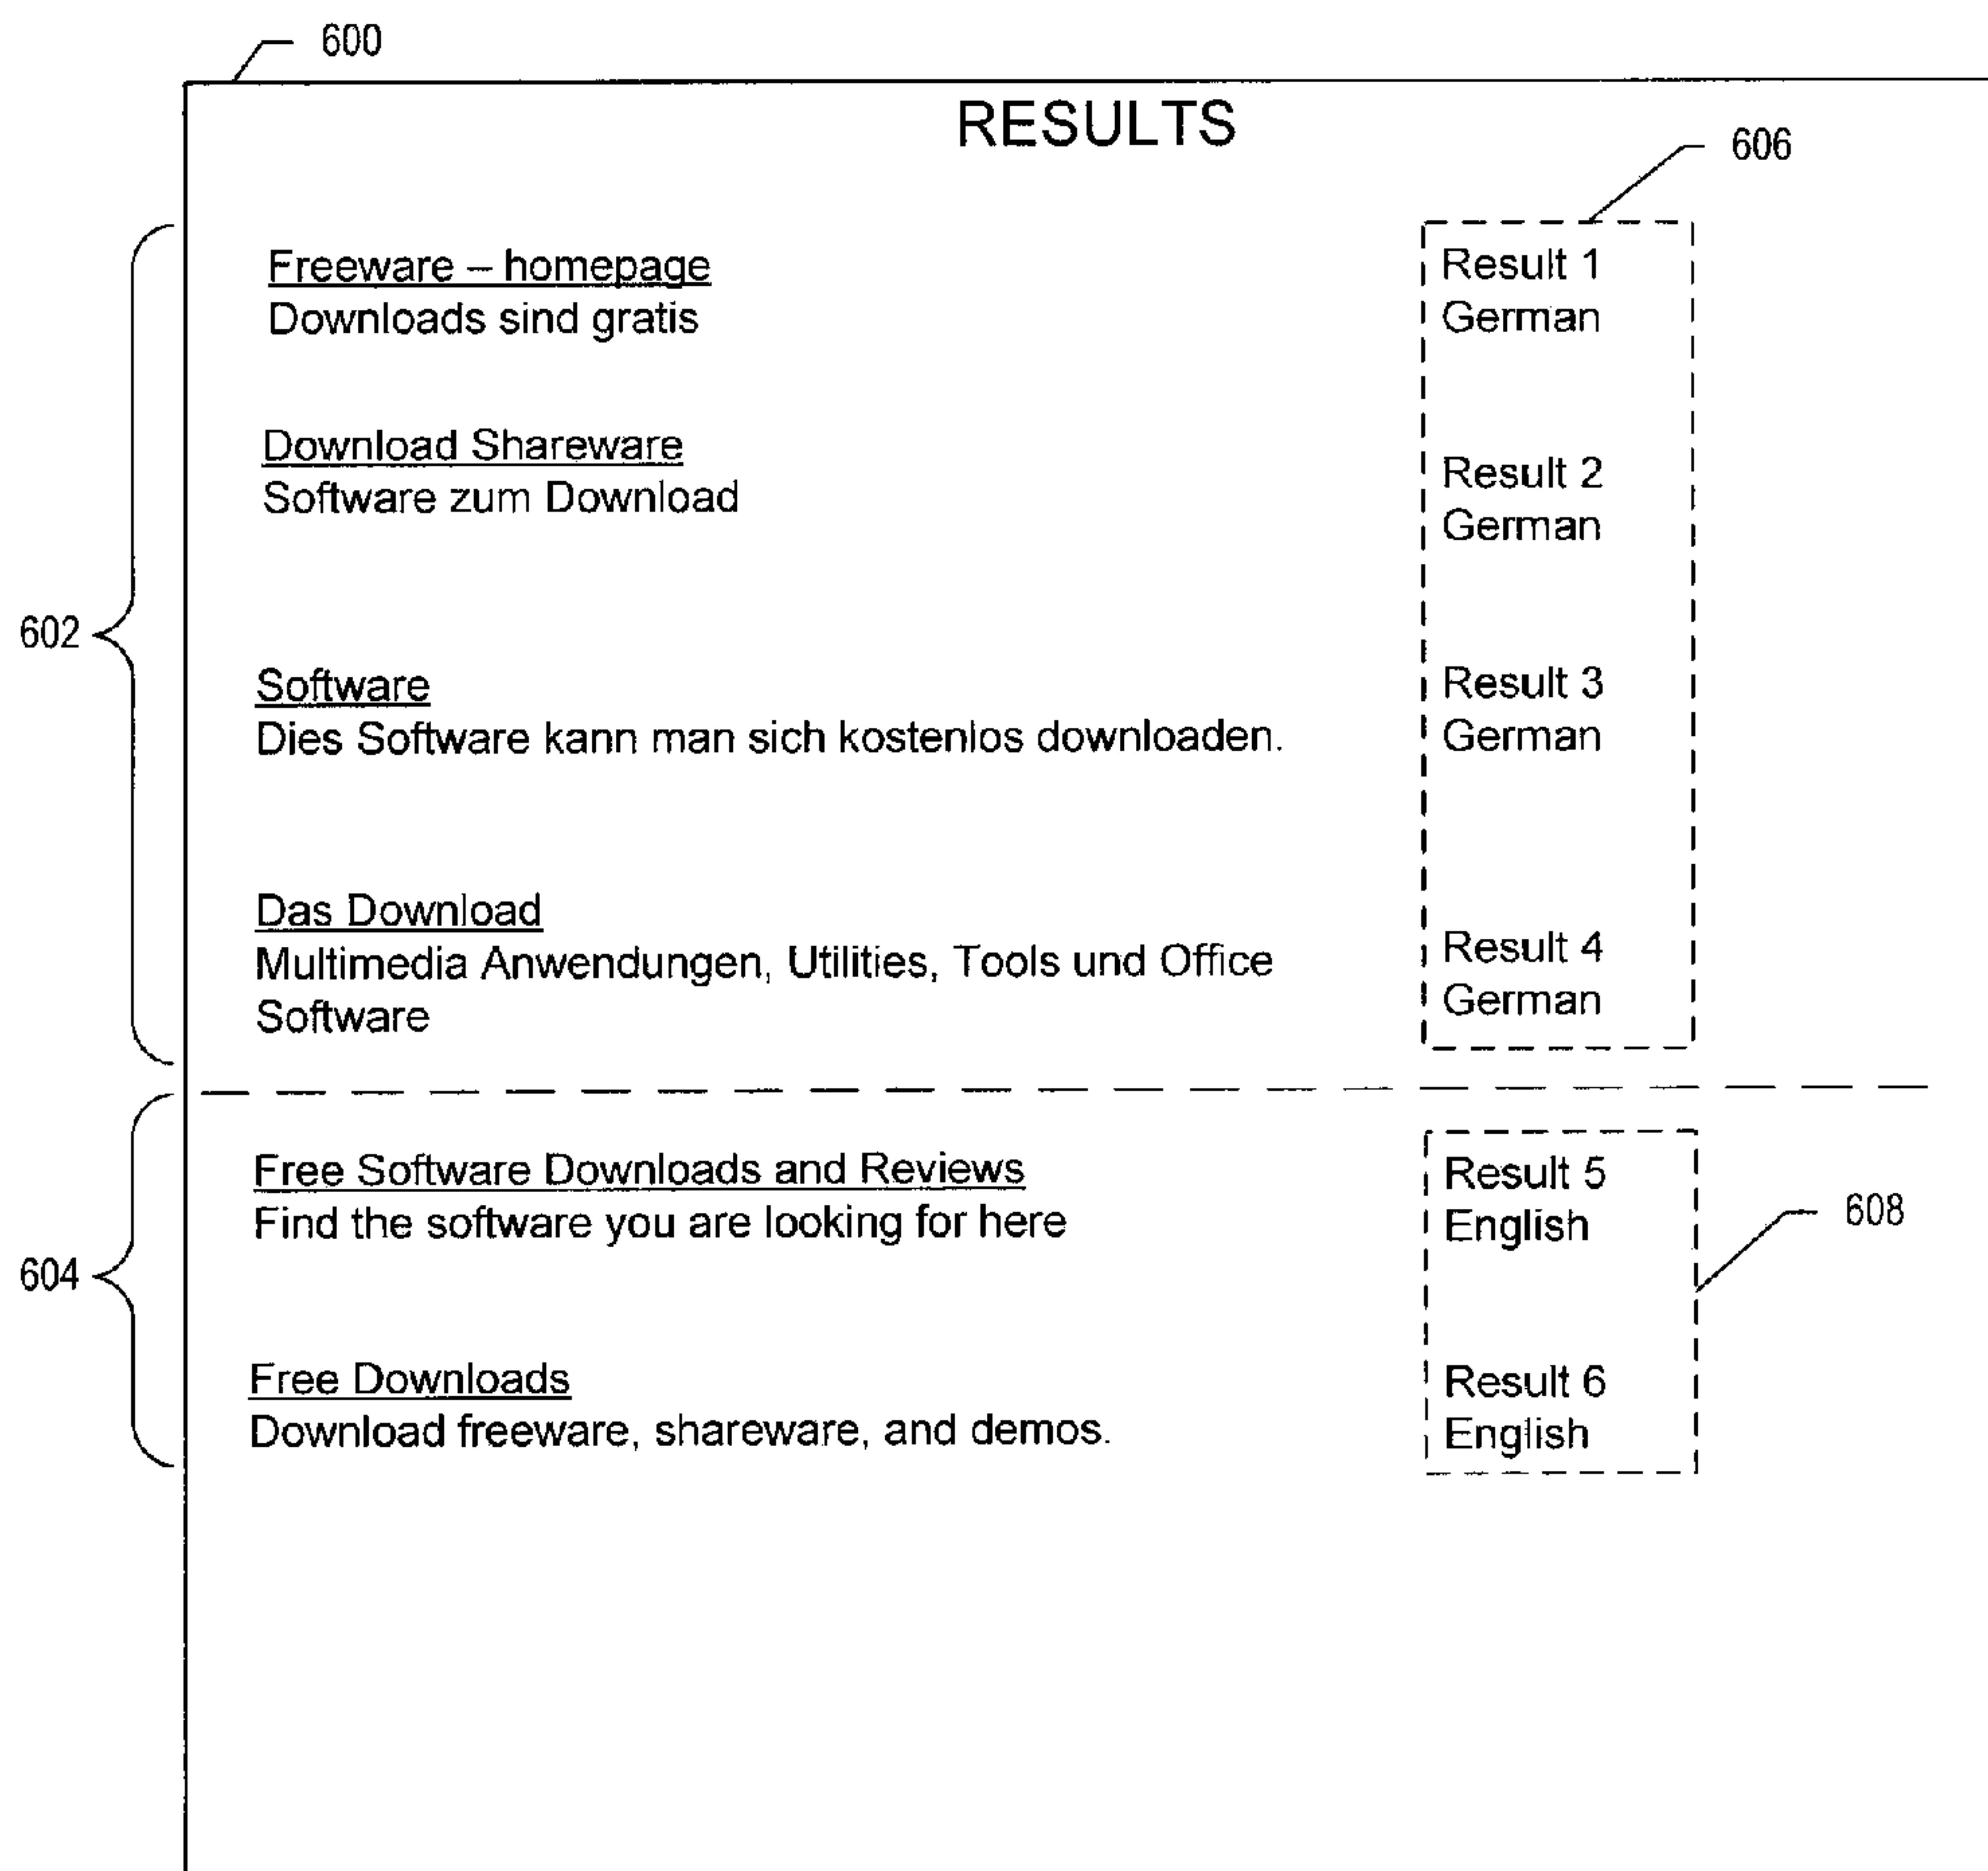 600
RESULTS
606
Freeware – homepage
Downloads sind gratis
Result 1
German
Download Shareware
Software zum Download
Result 2
German
602
Software
Dies Software kann man sich kostenlos downloaden.
Result 3
German
Das Download
Multimedia Anwendungen, Utilities, Tools und Office
Software
Result 4
German
Free Software Downloads and Reviews
Find the software you are looking for here
Result 5
English
608
604
Free Downloads
Download freeware, shareware, and demos.
Result 6
English